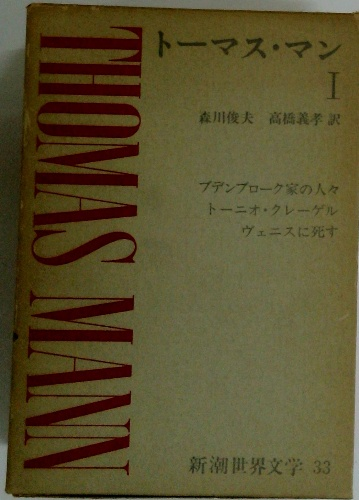 THOMAS MANN
トーマス・マン
I
森川俊夫 高橋義孝 訳
ブデンブローク家の人々
トーニオ・クレーゲル
ヴェニスに死す
新潮世界文学 33